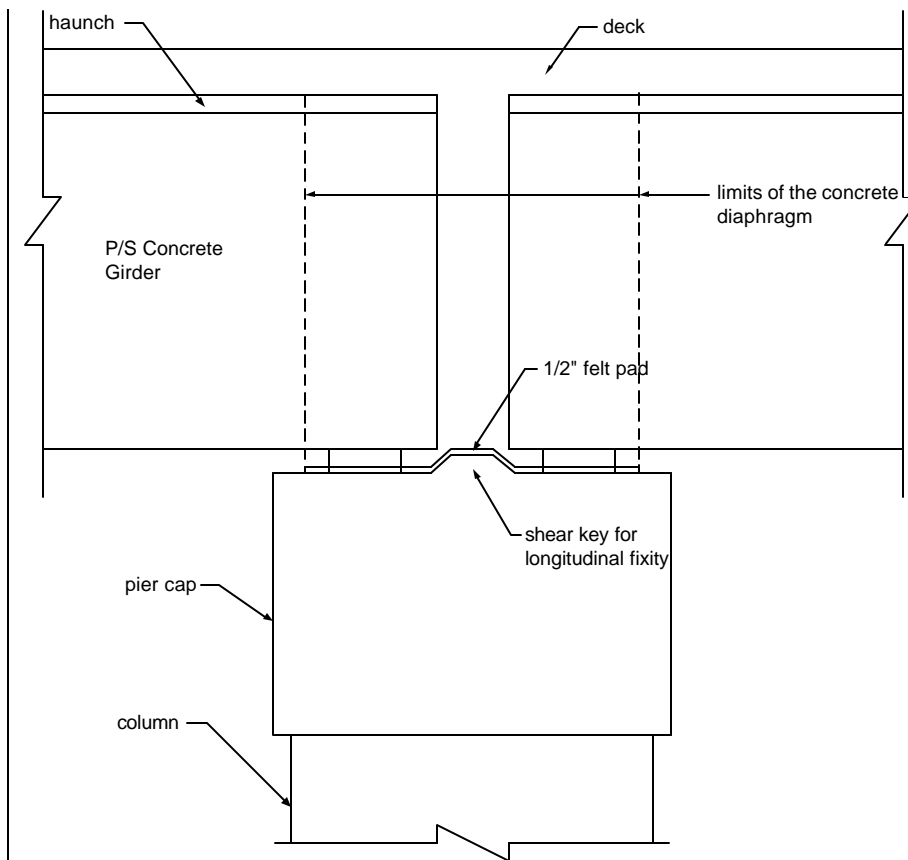 haunch
deck
limits of the concrete
diaphragm
P/S Concrete
Girder
1/2" felt pad
shear key for
longitudinal fixity
pier cap
column